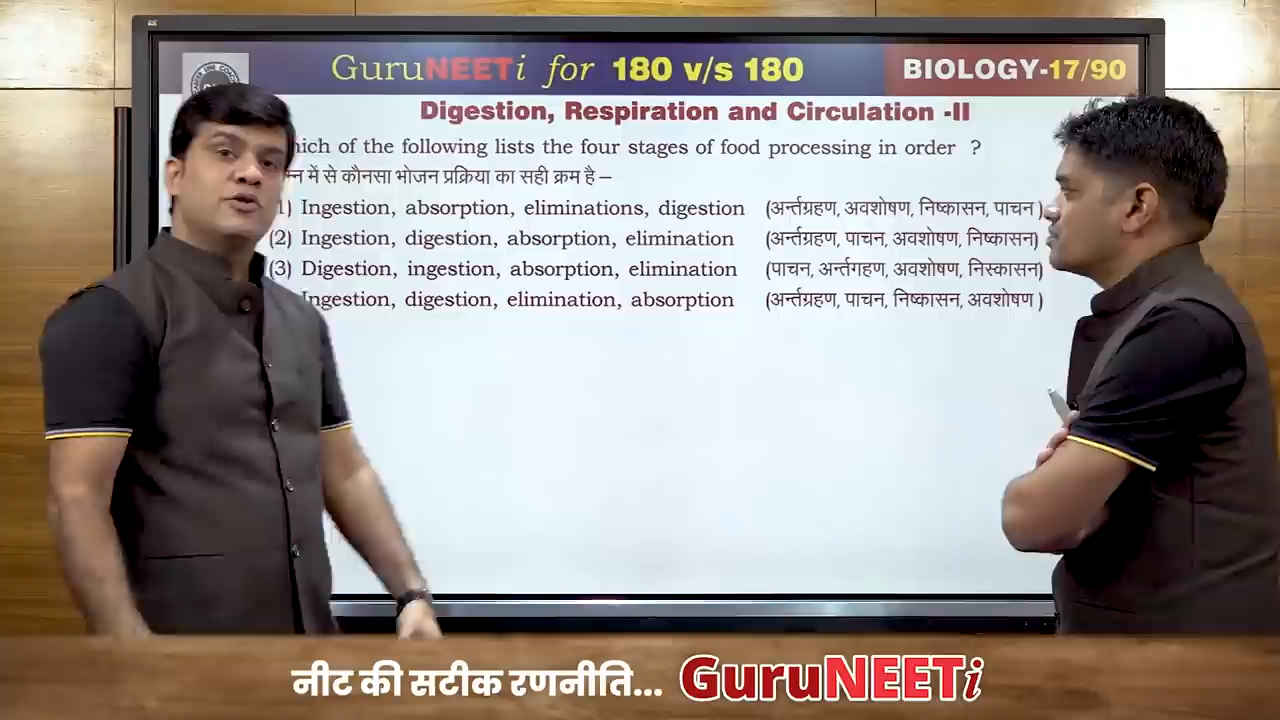 GuruNEETi for 180 v/s 180
BIOLOGY-17/90
Digestion, Respiration and Circulation -II
of the following lists the four stages of food processing in order ?
में से कौनसा भोजन प्रक्रिया का सही क्रम है –
Ingestion, absorption, eliminations, digestion (अर्न्तग्रहण, अवशोषण, निष्कासन, पाचन )
(2) Ingestion, digestion, absorption, elimination (अर्न्तग्रहण, पाचन, अवशोषण, निष्कासन)
(3) Digestion, ingestion, absorption, elimination (पाचन, अर्न्तगहण, अवशोषण, निस्कासन)
Ingestion, digestion, elimination, absorption (अर्न्तग्रहण, पाचन, निष्कासन, अवशोषण )
नीट की सटीक रणनीति... GuruNEETi